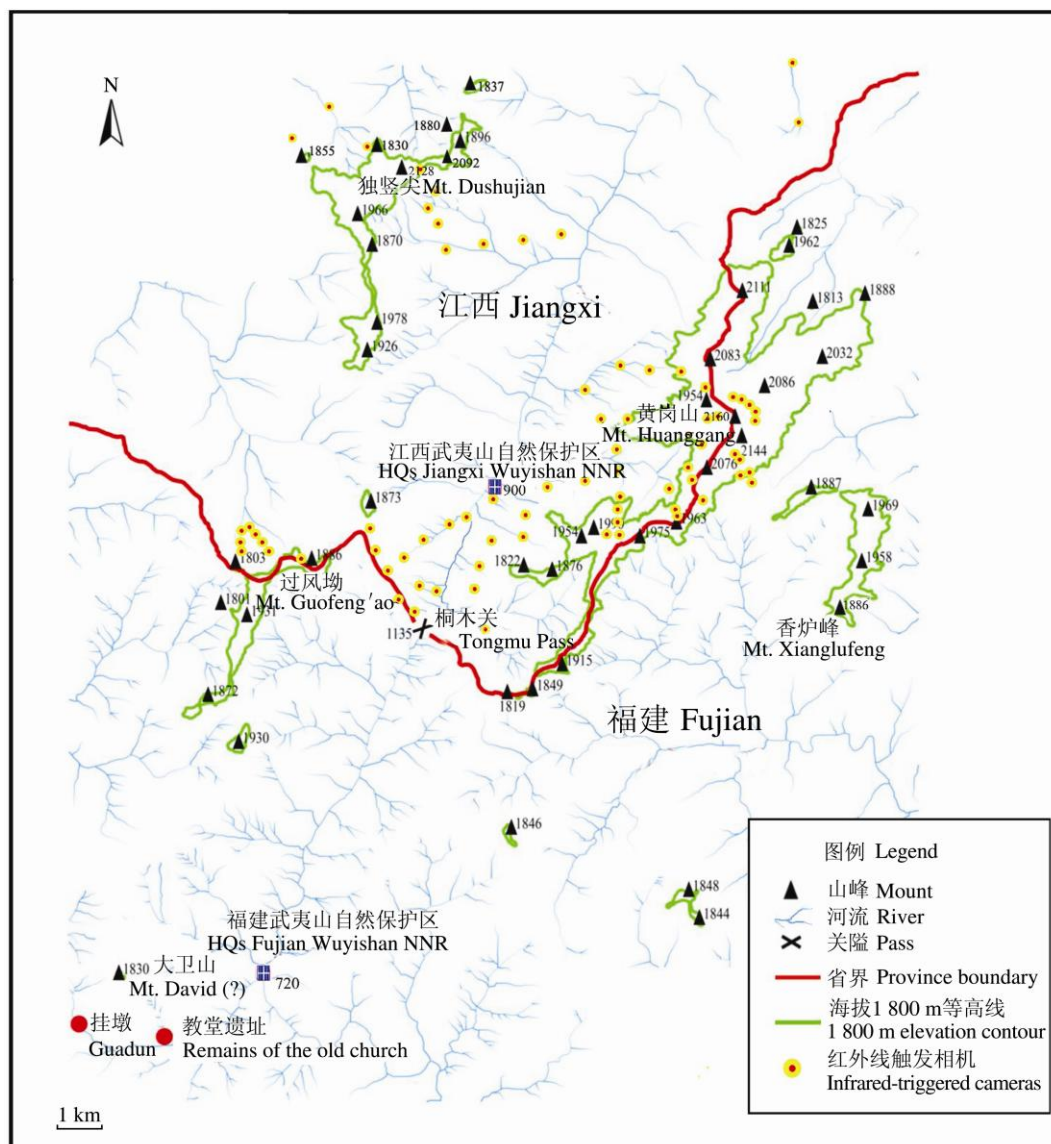 N
1837
1880
1896
1830
1855
2092
2128
独竖尖 Mt. Dushujian
1966
1870
1825
1962
江西 Jiangxi
2111
1813
1888
1978
1926
2083
2032
2086
1954
黄岗山
2160
Mt. Huanggang
2144
江西武夷山自然保护区
HQs Jiangxi Wuyishan NNR
900
2076
1887
1873
1969
1963
1954
1975
1803
1886
1822
1876
1958
过风坳
Mt. Guofeng'ao
1801
1931
1886
桐木关
1135
Tongmu Pass
香炉峰
Mt. Xianglufeng
1915
1872
1849
1819
福建 Fujian
1930
1846
1848
1844
福建武夷山自然保护区
HQs Fujian Wuyishan NNR
720
1830
大卫山
Mt. David (?)
挂墩
Guadun
教堂遗址
Remains of the old church
1 km
图例 Legend
山峰 Mount
河流 River
关隘 Pass
省界 Province boundary
海拔1 800 m等高线
1 800 m elevation contour
红外线触发相机
Infrared-triggered cameras